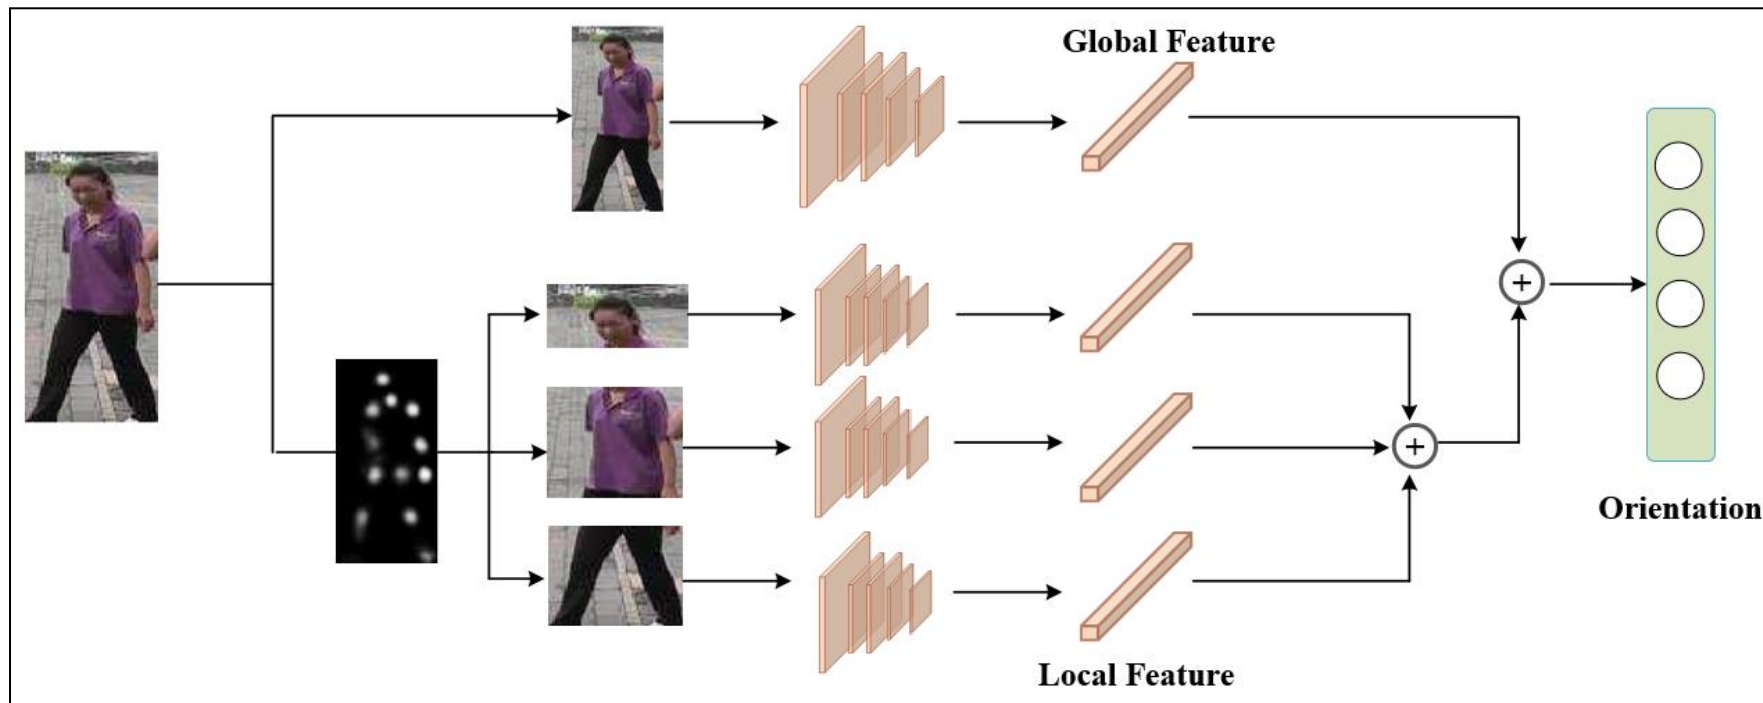 Global Feature
+
+
Orientation
Local Feature